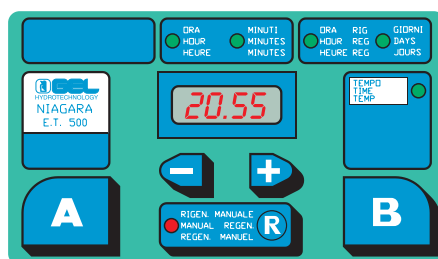 ORA
HOUR
HEURE
MINUTI
MINUTES
MINUTES
ORA RIG
HOUR REG
HEURE REG
GIORNI
DAYS
JOURS
GEL
HYDROTECHNOLOGY
NIAGARA
E.T. 500
20.55
TEMPO
TIME
TEMP
- +
A
RIGEN. MANUALE
MANUAL REGEN.
REGEN. MANUEL
R
B